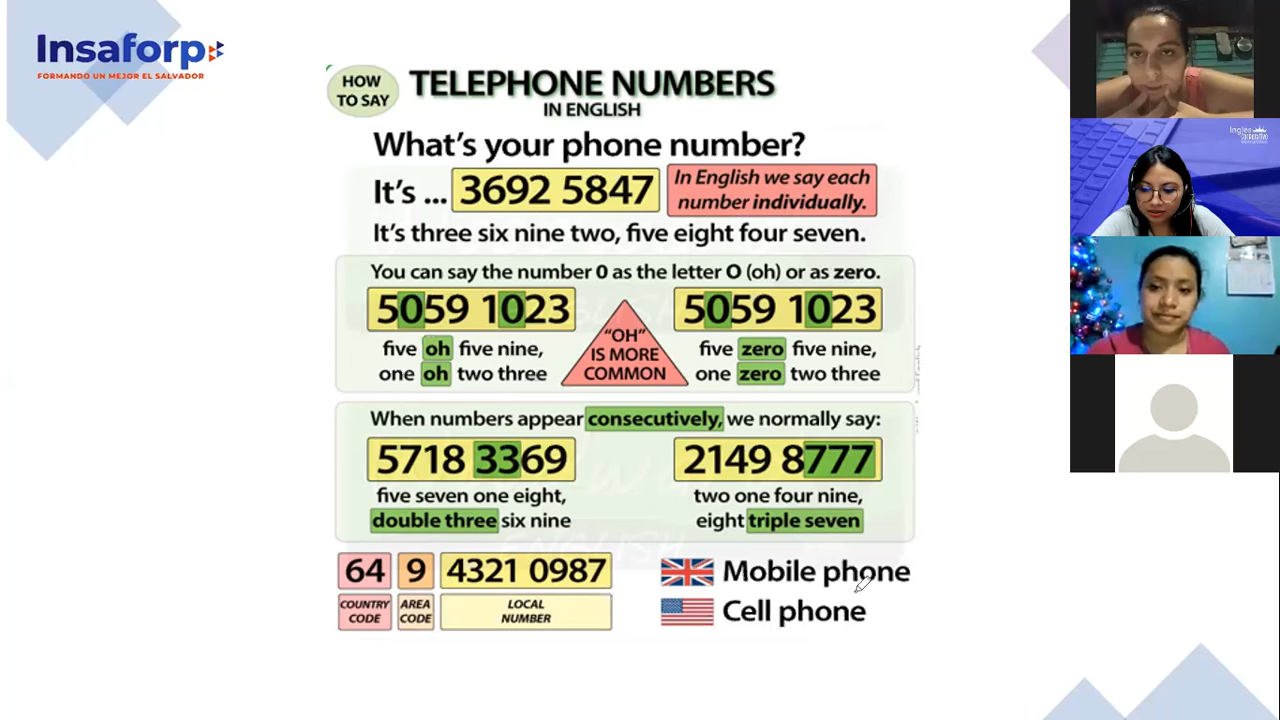 Insaforp
FORMANDO UN MEJOR EL SALVADOR
HOW
TO SAY
TELEPHONE NUMBERS
IN ENGLISH
What's your phone number?
It's ... 3692 5847
In English we say each
number individually.
It's three six nine two, five eight four seven.
You can say the number 0 as the letter O (oh) or as zero.
5059 1023
five oh five nine,
one oh two three
"OH"
IS MORE
COMMON
5059 1023
five zero five nine,
one zero two three
When numbers appear consecutively, we normally say:
5718 3369
five seven one eight,
double three six nine
2149 8777
two one four nine,
eight triple seven
64 9 4321 0987
COUNTRY
CODE
AREA
CODE
LOCAL
NUMBER
Mobile phone
Cell phone
Ingles